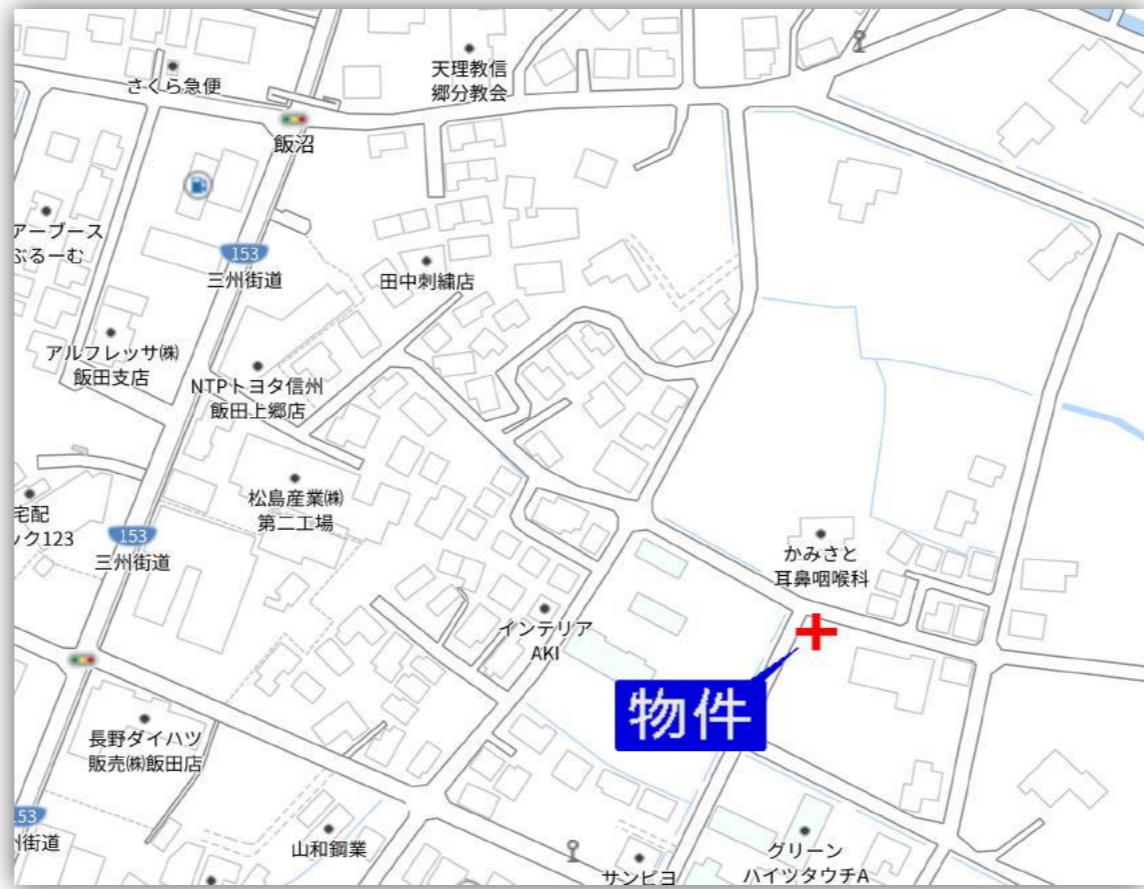 天理教信
郷分教会
さくら急便
飯沼
アーブース
ぶるーむ
153
三州街道
田中刺繍店
アルフレッサ㈱
飯田支店
NTPトヨタ信州
飯田上郷店
松島産業㈱
第二工場
宅配
ック123
153
三州街道
かみさと
耳鼻咽喉科
インテリア
AKI
物件
長野ダイハツ
販売㈱飯田店
153
州街道
山和鋼業
サンピヨ
グリーン
ハイツタウチA